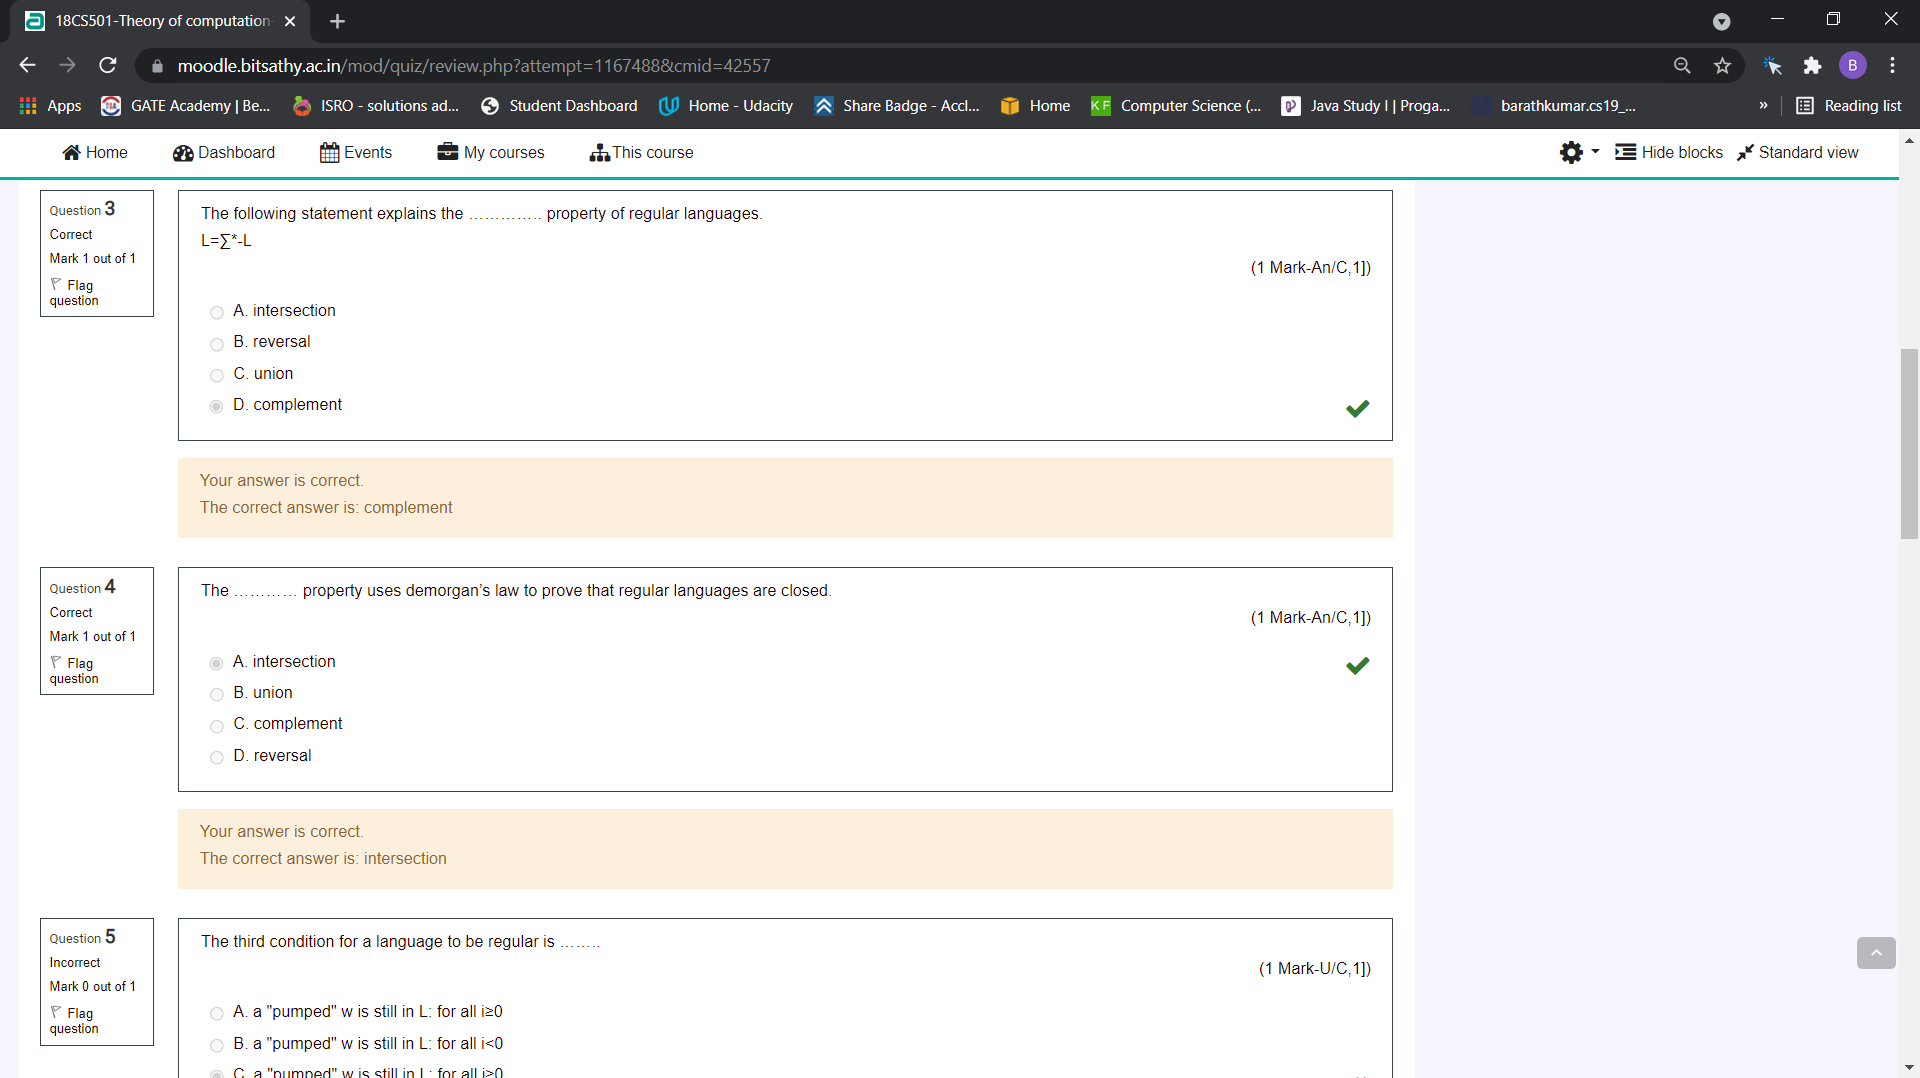 18CS501-Theory of computation
moodle.bitsathy.ac.in/mod/quiz/review.php?attempt=1167488&cmid=42557
B
Apps
GATE Academy | Be...
ISRO - solutions ad...
Student Dashboard
Home - Udacity
Share Badge - Accl...
Home
KF
Computer Science (...
Java Study I | Proga...
barathkumar.cs19_...
»
Reading list
Home
Dashboard
Events
My courses
This course
Hide blocks
Standard view
Question 3
Correct
Mark 1 out of 1
Flag
question
The following statement explains the ………….. property of regular languages.
L=∑*-L
(1 Mark-An/C,1])
A. intersection
B. reversal
C. union
D. complement
Your answer is correct.
The correct answer is: complement
Question 4
Correct
Mark 1 out of 1
Flag
question
The ………… property uses demorgan’s law to prove that regular languages are closed.
(1 Mark-An/C,1])
A. intersection
B. union
C. complement
D. reversal
Your answer is correct.
The correct answer is: intersection
Question 5
Incorrect
Mark 0 out of 1
Flag
question
The third condition for a language to be regular is ……..
(1 Mark-U/C,1])
A. a "pumped" w is still in L: for all i≥0
B. a "pumped" w is still in L: for all i<0
C. a "pumped" w is still in L: for all i>0